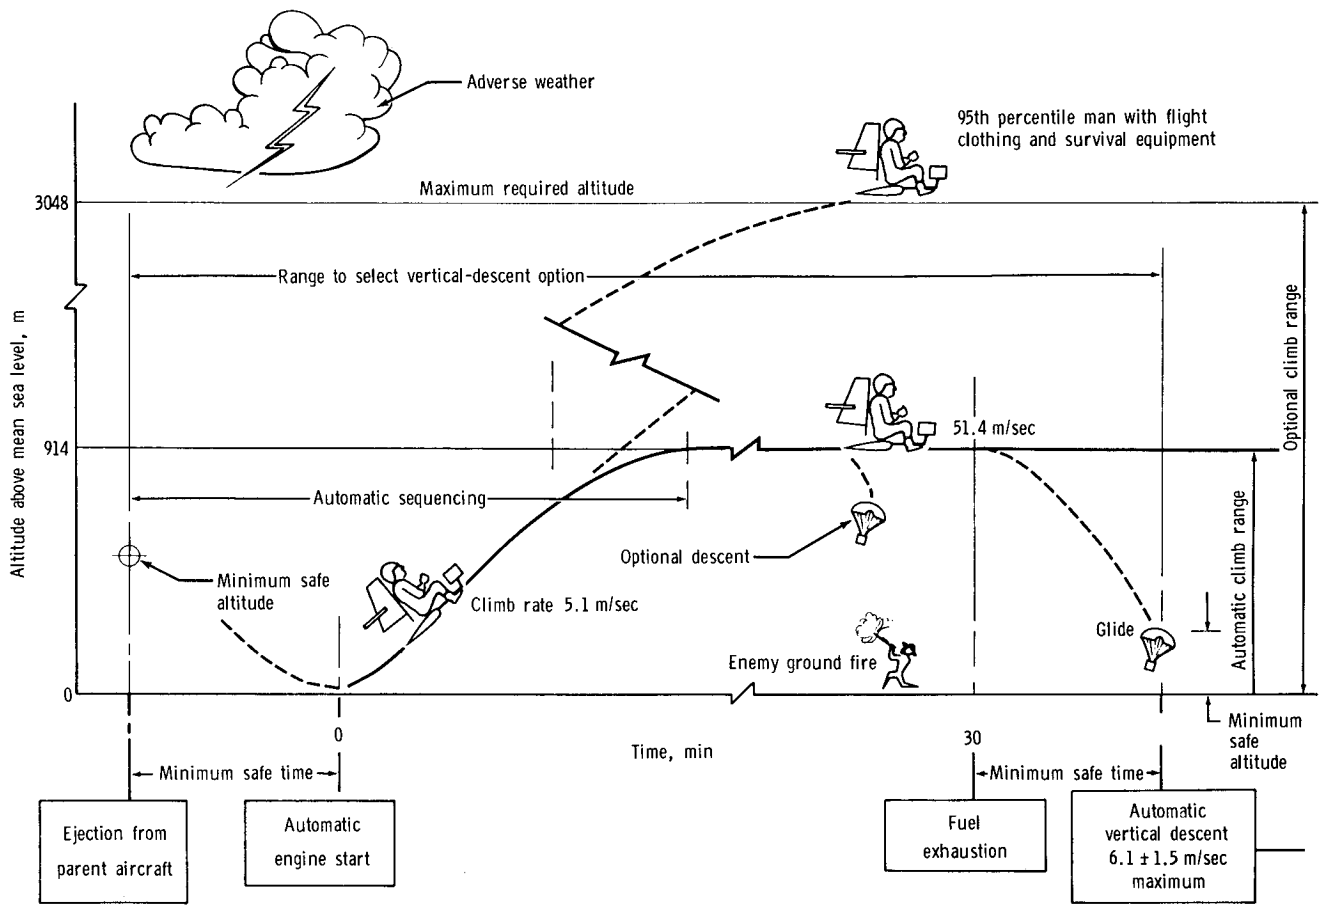 Adverse weather
95th percentile man with flight
clothing and survival equipment
Maximum required altitude
3048
Range to select vertical-descent option
Optional climb range
Altitude above mean sea level, m
51.4 m/sec
914
Automatic sequencing
Automatic climb range
Optional descent
Minimum safe
altitude
Climb rate 5.1 m/sec
Glide
Enemy ground fire
0
Minimum
safe
altitude
0
Time, min
30
Minimum safe time
Minimum safe time
Ejection from
parent aircraft
Automatic
engine start
Fuel
exhaustion
Automatic
vertical descent
6.1 ± 1.5 m/sec
maximum